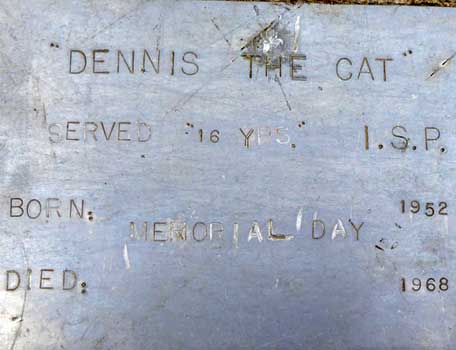 "DENNIS THE CAT"
SERVED "16 YRS." I.S.P.
BORN: 1952
MEMORIAL DAY
DIED: 1968